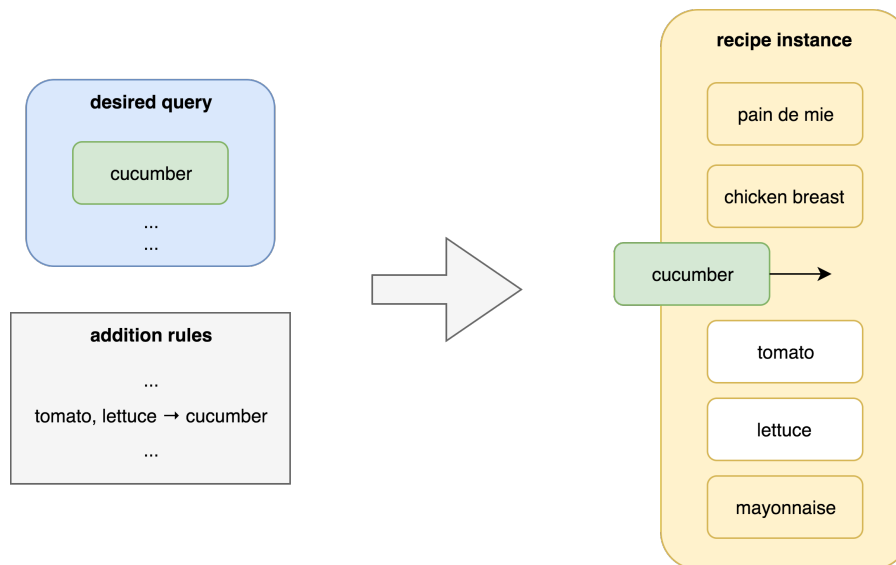 desired query
cucumber
...
...
addition rules
...
tomato, lettuce → cucumber
...
recipe instance
pain de mie
chicken breast
cucumber
tomato
lettuce
mayonnaise